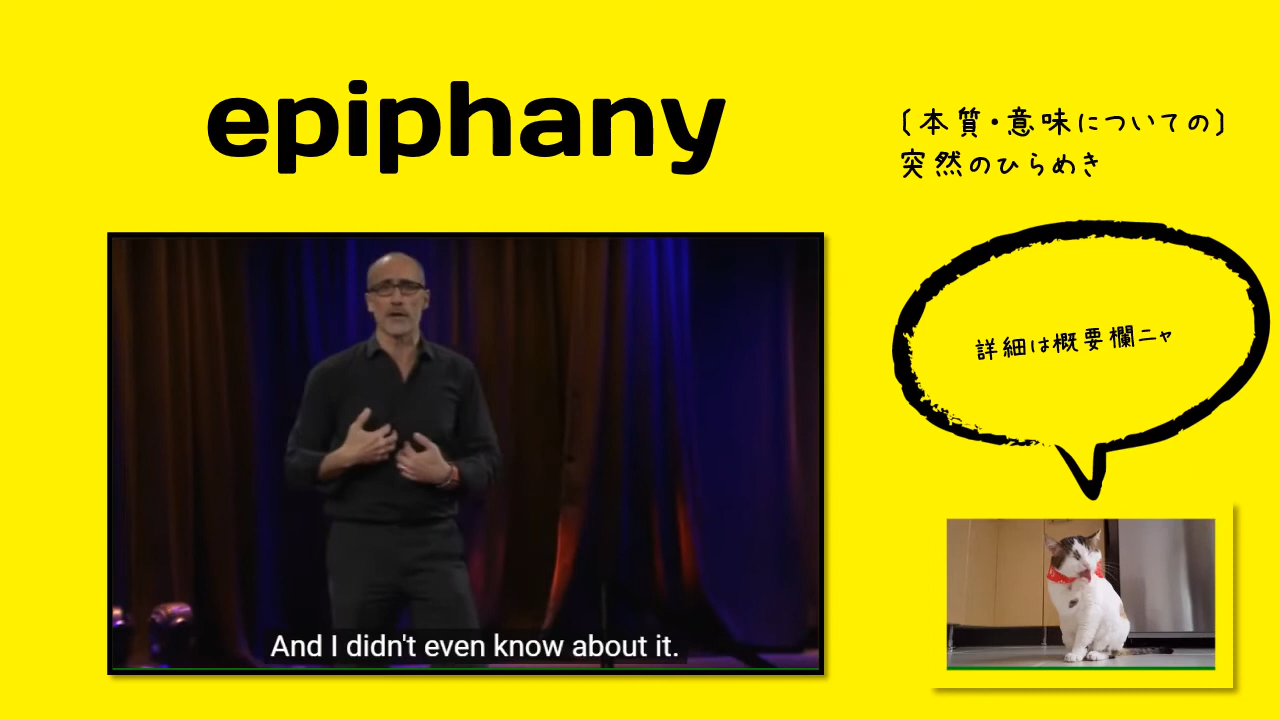 epiphany
〔本質・意味についての〕
突然のひらめき
詳細は概要欄ニャ
And I didn't even know about it.